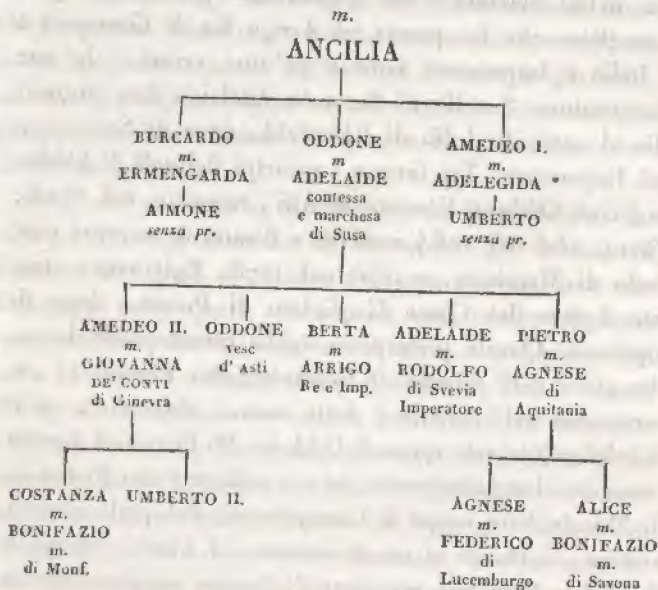 m.
ANCILIA
BURCARDO ODDONE AMEDEO I.
m. m m.
ERMENGARDA ADELAIDE ADELEGIDA *
AIMONE contessa UMBERTO
senza pr. e marchesa senza pr.
di Susa
AMEDEO II. ODDONE BERTA ADELAIDE PIETRO
m. vesc m m. m.
GIOVANNA d' Asti ARRIGO RODOLFO AGNESE
DE' CONTI Re e Imp. di Svevia di
di Ginevra Imperatore Aquitania
COSTANZA UMBERTO II. AGNESE ALICE
m. m. m.
BONIFAZIO FEDERICO BONIFAZIO
m. di m.
di Monf. Lucemburgo di Savona